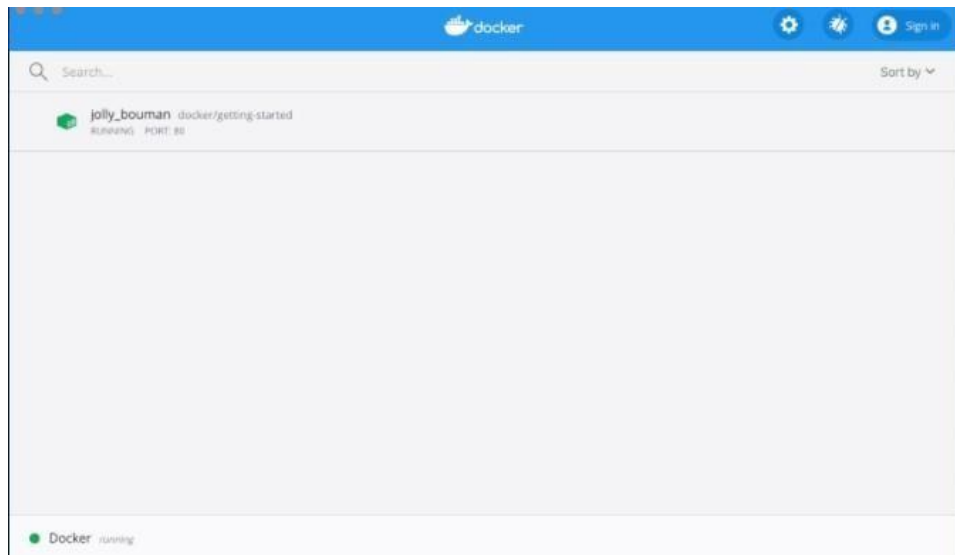 docker
Sign in
Search...
Sort by
jolly_bouman docker/getting-started
RUNNING PORT: 80
Docker running